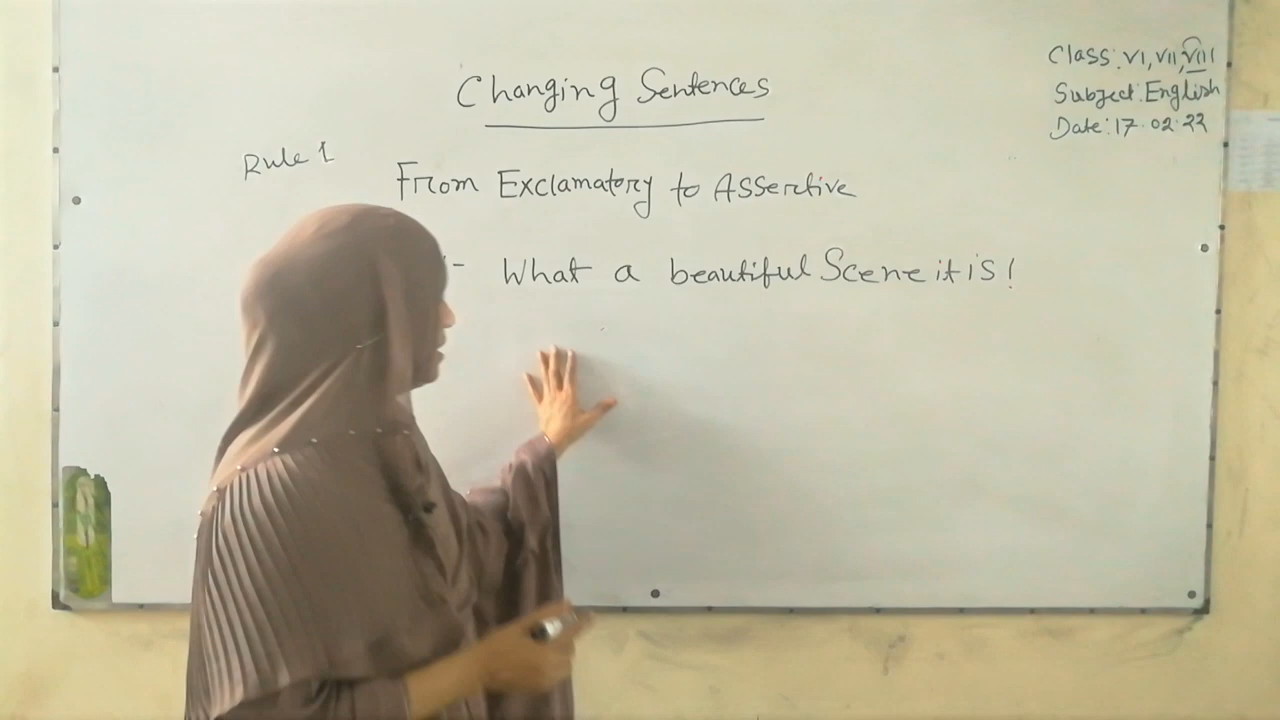 Changing Sentences
Class: VI, VII, VIII
Subject: English
Date: 17.02.22
Rule 1
From Exclamatory to Assertive
- What a beautiful Scene it is!